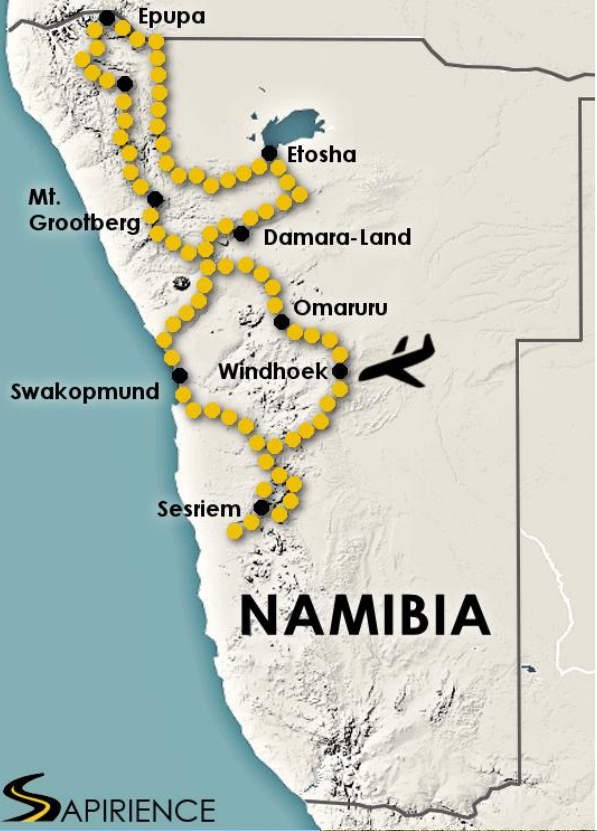 Epupa
Etosha
Mt.
Grootberg
Damara-Land
Omaruru
Windhoek
Swakopmund
Sesriem
NAMIBIA
SAPIRIENCE